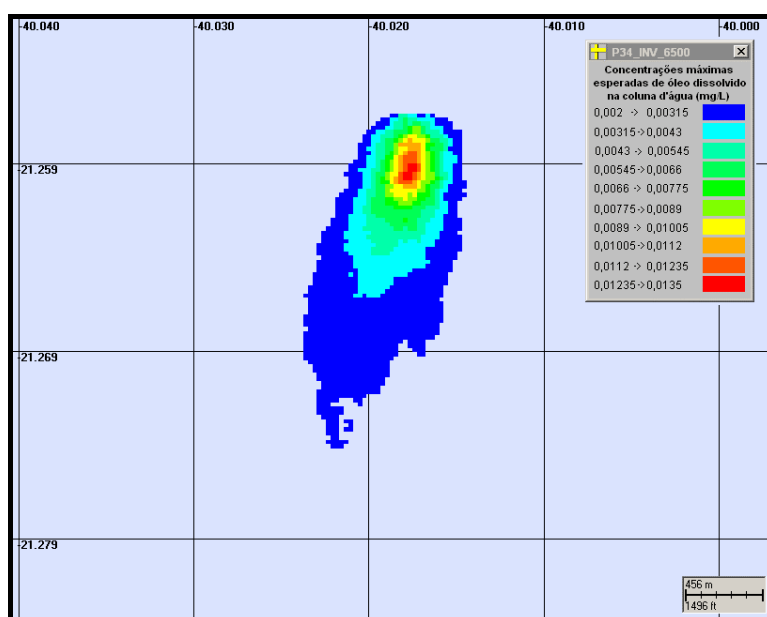 -40.040
-40.030
-40.020
-40.010
-40.000
P34_INV_6500
Concentrações máximas
esperadas de óleo dissolvido
na coluna d'água (mg/L)
0,002 -> 0,00315
0,00315->0,0043
0,0043 -> 0,00545
0,00545->0,0066
0,0066 -> 0,00775
0,00775->0,0089
0,0089 -> 0,01005
0,01005->0,0112
0,0112 -> 0,01235
0,01235->0,0135
-21.259
-21.269
-21.279
456 m
1496 ft